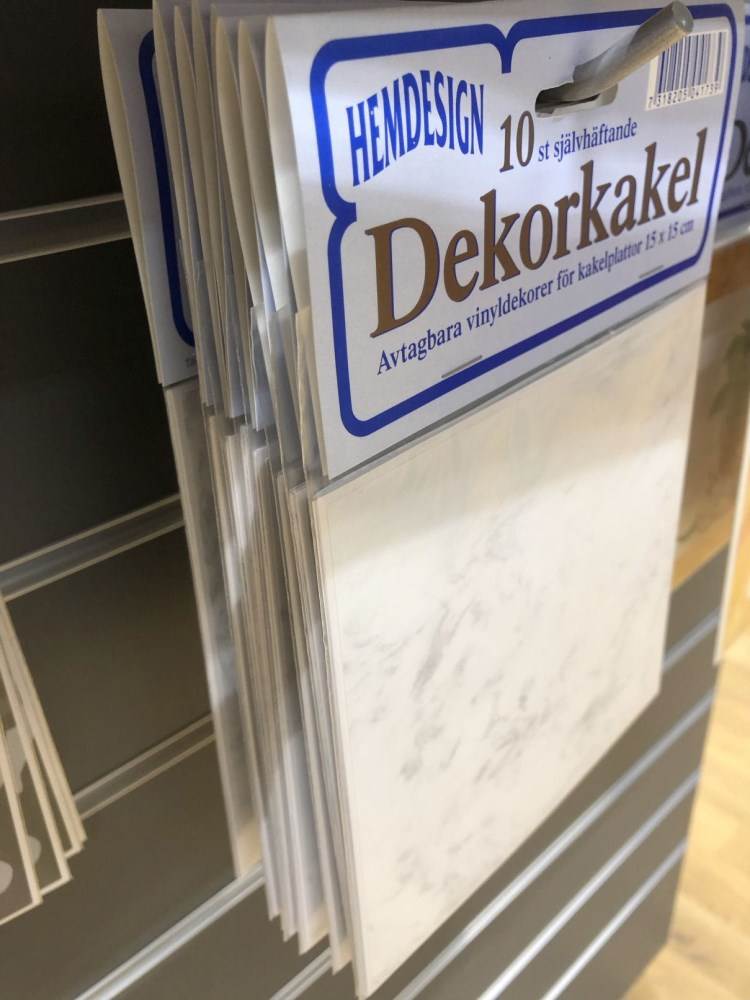 HEMDESIGN
10 st självhäftande
Dekorkakel
Avtagbara vinyldekorer för kakelplattor 15 x 15 cm